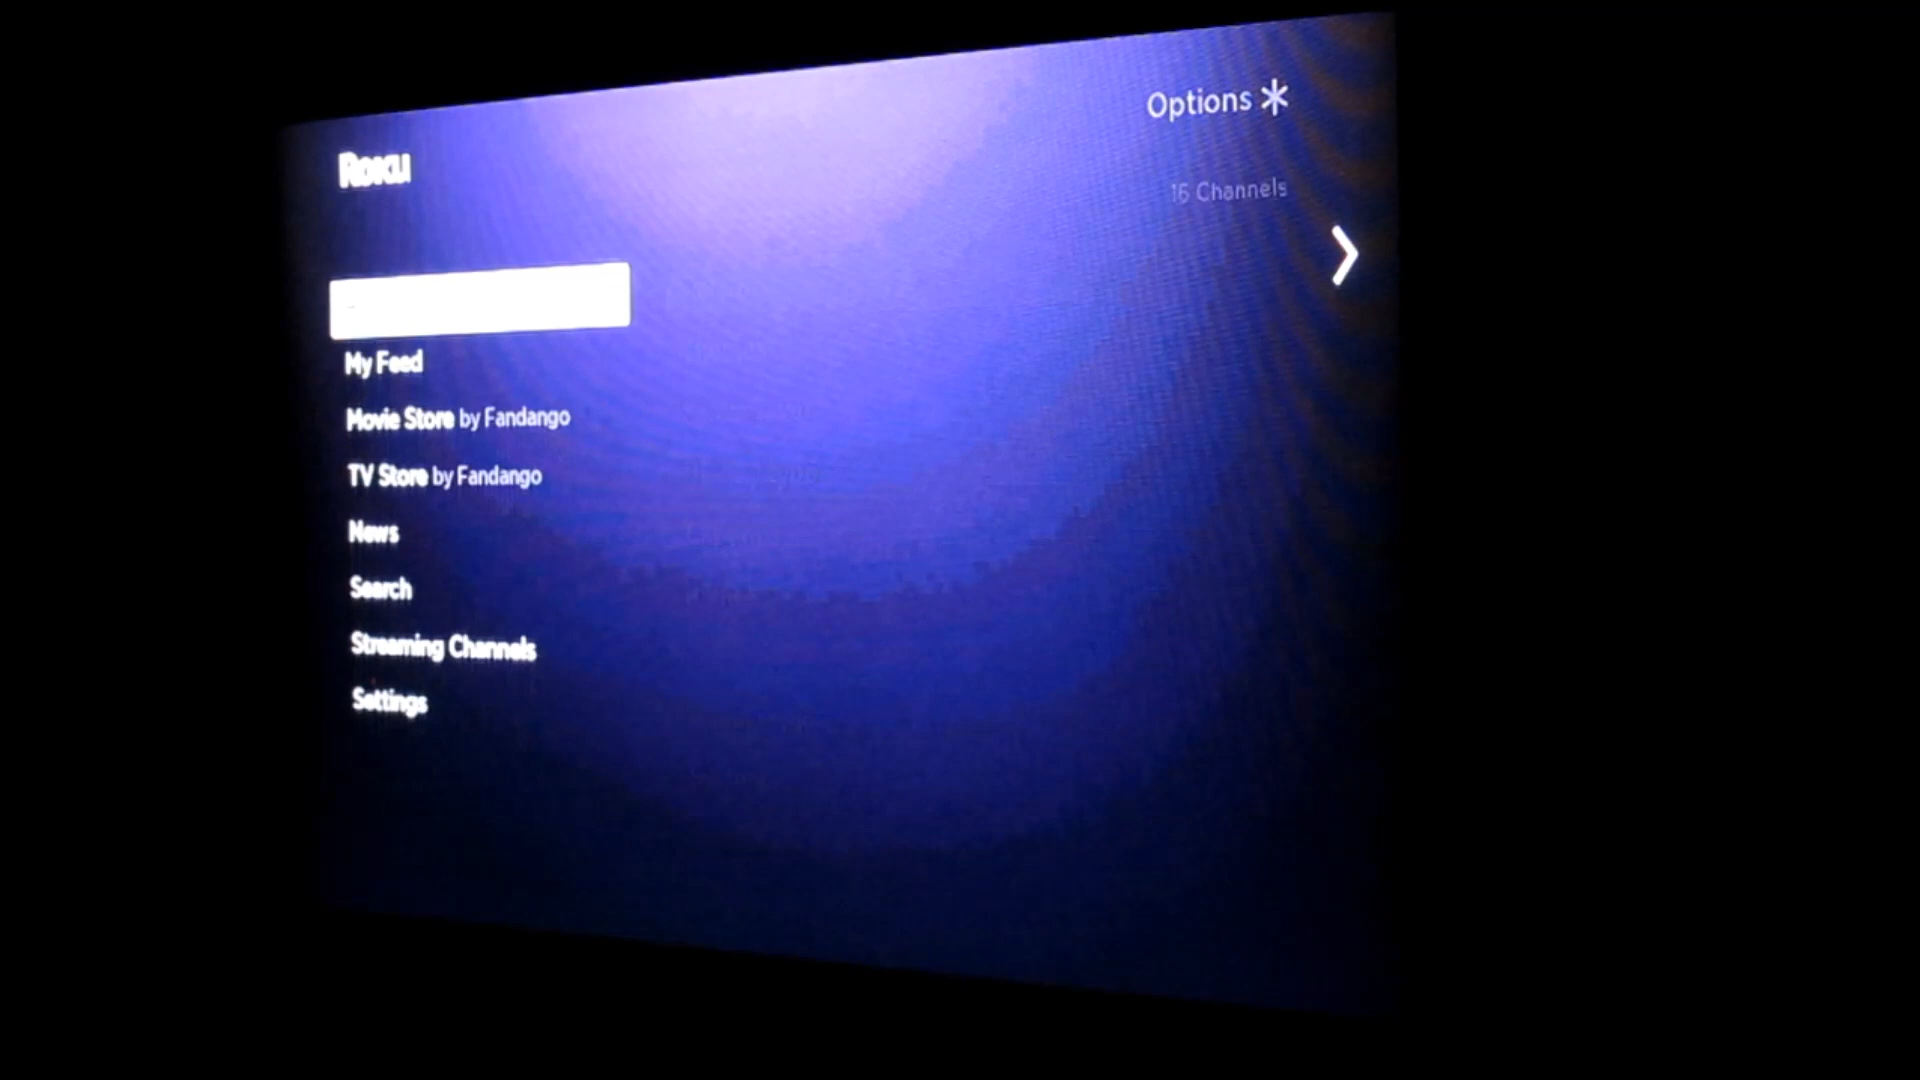 Roku
Options *
16 Channels
My Feed
Movie Store by Fandango
TV Store by Fandango
News
Search
Streaming Channels
Settings